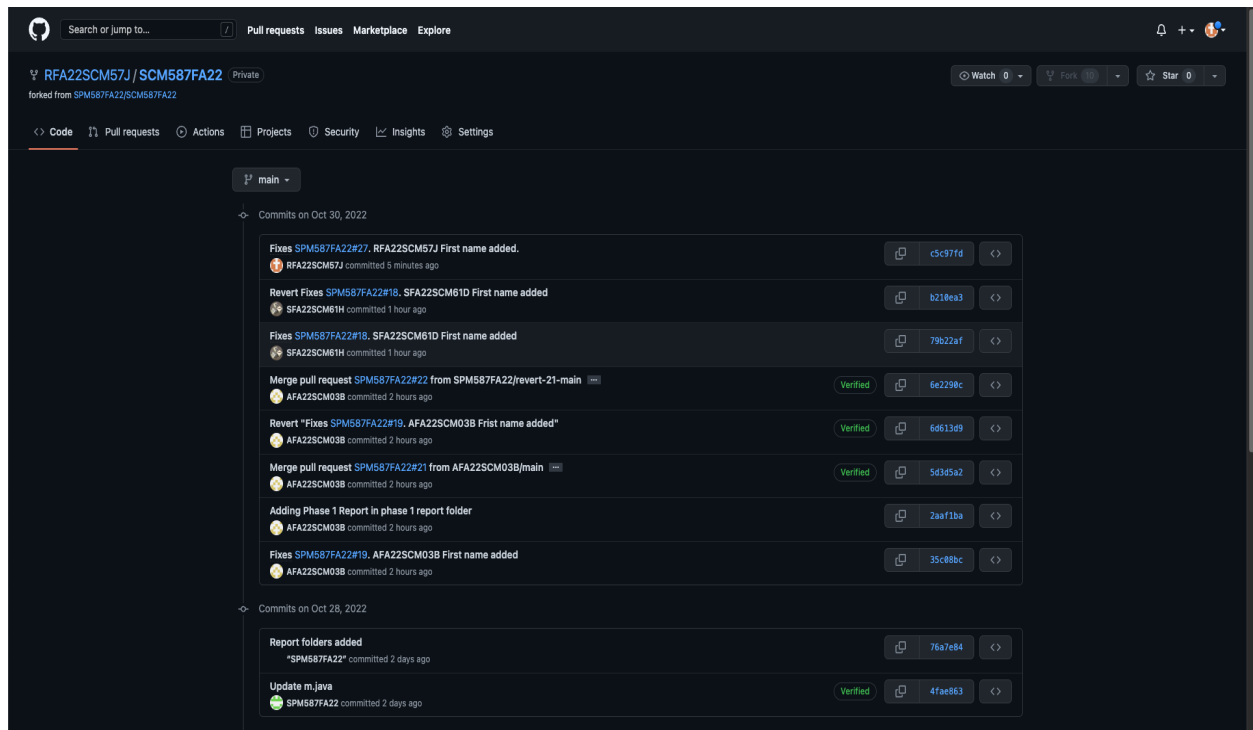 Search or jump to... /
Pull requests Issues Marketplace Explore
RFA22SCM57J / SCM587FA22 Private
Watch 0 Fork 10 Star 0
forked from SPM587FA22/SCM587FA22
Code Pull requests Actions Projects Security Insights Settings
main
Commits on Oct 30, 2022
Fixes SPM587FA22#27. RFA22SCM57J First name added.
RFA22SCM57J committed 5 minutes ago
c5c97fd
Revert Fixes SPM587FA22#18. SFA22SCM61D First name added
SFA22SCM61H committed 1 hour ago
b210ea3
Fixes SPM587FA22#18. SFA22SCM61D First name added
SFA22SCM61H committed 1 hour ago
79b22af
Merge pull request SPM587FA22#22 from SPM587FA22/revert-21-main ...
AFA22SCM03B committed 2 hours ago
Verified 6e2290c
Revert "Fixes SPM587FA22#19. AFA22SCM03B Frist name added"
AFA22SCM03B committed 2 hours ago
Verified 6d613d9
Merge pull request SPM587FA22#21 from AFA22SCM03B/main ...
AFA22SCM03B committed 2 hours ago
Verified 5d3d5a2
Adding Phase 1 Report in phase 1 report folder
AFA22SCM03B committed 2 hours ago
2aaf1ba
Fixes SPM587FA22#19. AFA22SCM03B First name added
AFA22SCM03B committed 2 hours ago
35c08bc
Commits on Oct 28, 2022
Report folders added
"SPM587FA22" committed 2 days ago
76a7e84
Update m.java
SPM587FA22 committed 2 days ago
Verified 4fae863